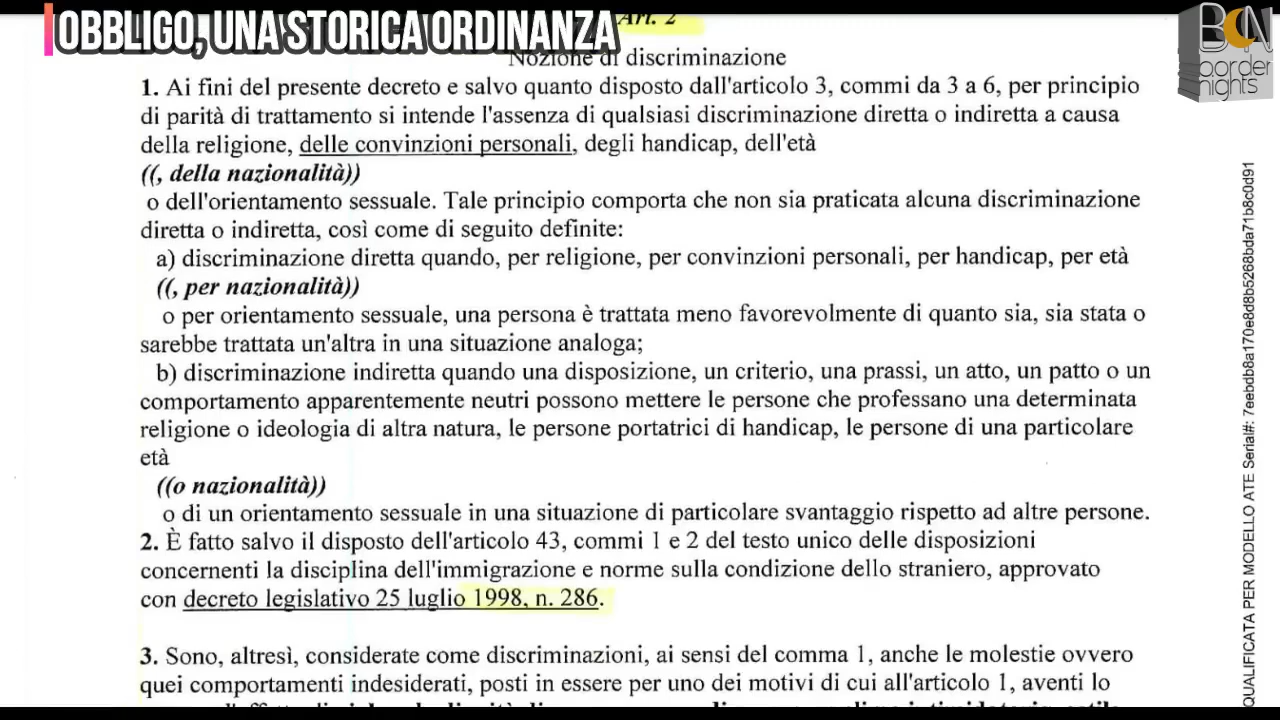 OBBLIGO, UNA STORICA ORDINANZA
Art. 2
BCN
border
nights
Nozione di discriminazione
1. Ai fini del presente decreto e salvo quanto disposto dall'articolo 3, commi da 3 a 6, per principio
di parità di trattamento si intende l'assenza di qualsiasi discriminazione diretta o indiretta a causa
della religione, delle convinzioni personali, degli handicap, dell'età
((, della nazionalità))
o dell'orientamento sessuale. Tale principio comporta che non sia praticata alcuna discriminazione
diretta o indiretta, così come di seguito definite:
a) discriminazione diretta quando, per religione, per convinzioni personali, per handicap, per età
((, per nazionalità))
o per orientamento sessuale, una persona è trattata meno favorevolmente di quanto sia, sia stata o
sarebbe trattata un'altra in una situazione analoga;
b) discriminazione indiretta quando una disposizione, un criterio, una prassi, un atto, un patto o un
comportamento apparentemente neutri possono mettere le persone che professano una determinata
religione o ideologia di altra natura, le persone portatrici di handicap, le persone di una particolare
età
((o nazionalità))
o di un orientamento sessuale in una situazione di particolare svantaggio rispetto ad altre persone.
2. È fatto salvo il disposto dell'articolo 43, commi 1 e 2 del testo unico delle disposizioni
concernenti la disciplina dell'immigrazione e norme sulla condizione dello straniero, approvato
con decreto legislativo 25 luglio 1998, n. 286.
3. Sono, altresì, considerate come discriminazioni, ai sensi del comma 1, anche le molestie ovvero
quei comportamenti indesiderati, posti in essere per uno dei motivi di cui all'articolo 1, aventi lo
QUALIFICATA PER MODELLO ATE Serial#: 7eebdb8a170e8d8b5268bda71b8c0d91